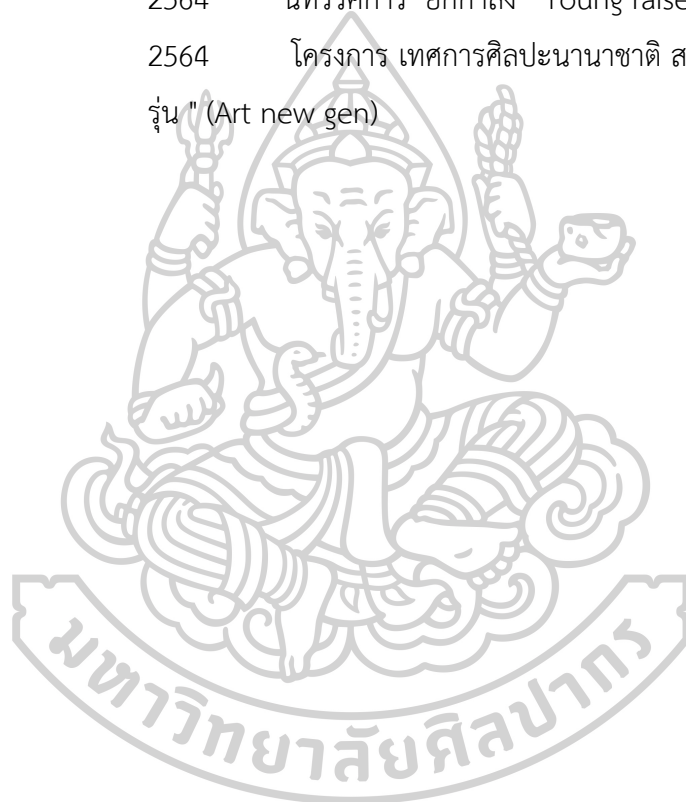 2564 โครงการ เทศการศิลปะนานาชาติ ส
รุ่น " (Art new gen)
มหาวิทยาลัยศิลปากร